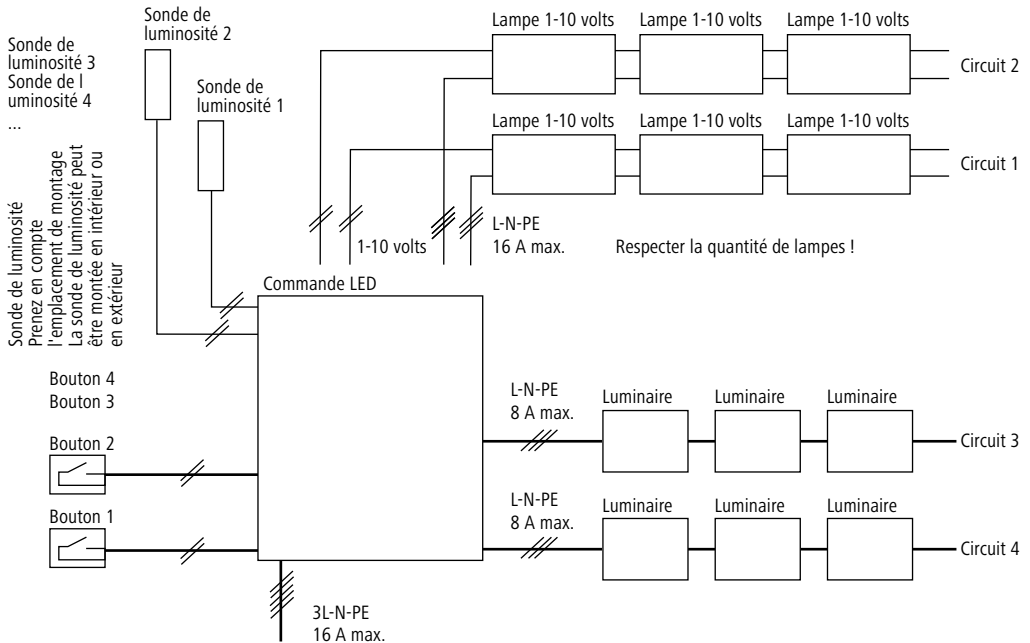 Sonde de
luminosité 3
Sonde de l
uminosité 4
...
Sonde de
luminosité 2
Sonde de
luminosité 1
Lampe 1-10 volts
Lampe 1-10 volts
Lampe 1-10 volts
Circuit 2
Lampe 1-10 volts
Lampe 1-10 volts
Lampe 1-10 volts
Circuit 1
1-10 volts
L-N-PE
16 A max.
Respecter la quantité de lampes !
Sonde de luminosité
Prenez en compte
l'emplacement de montage
La sonde de luminosité peut
être montée en intérieur ou
en extérieur
Commande LED
Bouton 4
Bouton 3
Bouton 2
Bouton 1
L-N-PE
8 A max.
Luminaire
Luminaire
Luminaire
Circuit 3
L-N-PE
8 A max.
Luminaire
Luminaire
Luminaire
Circuit 4
3L-N-PE
16 A max.